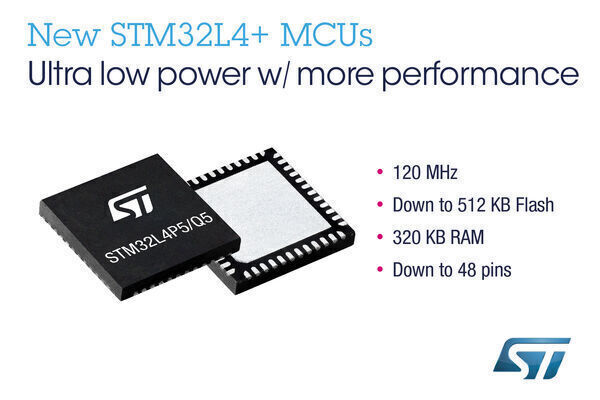 New STM32L4+ MCUs
Ultra low power w/ more performance
ST
STM32L4P5/Q5
• 120 MHz
• Down to 512 KB Flash
• 320 KB RAM
• Down to 48 pins
ST